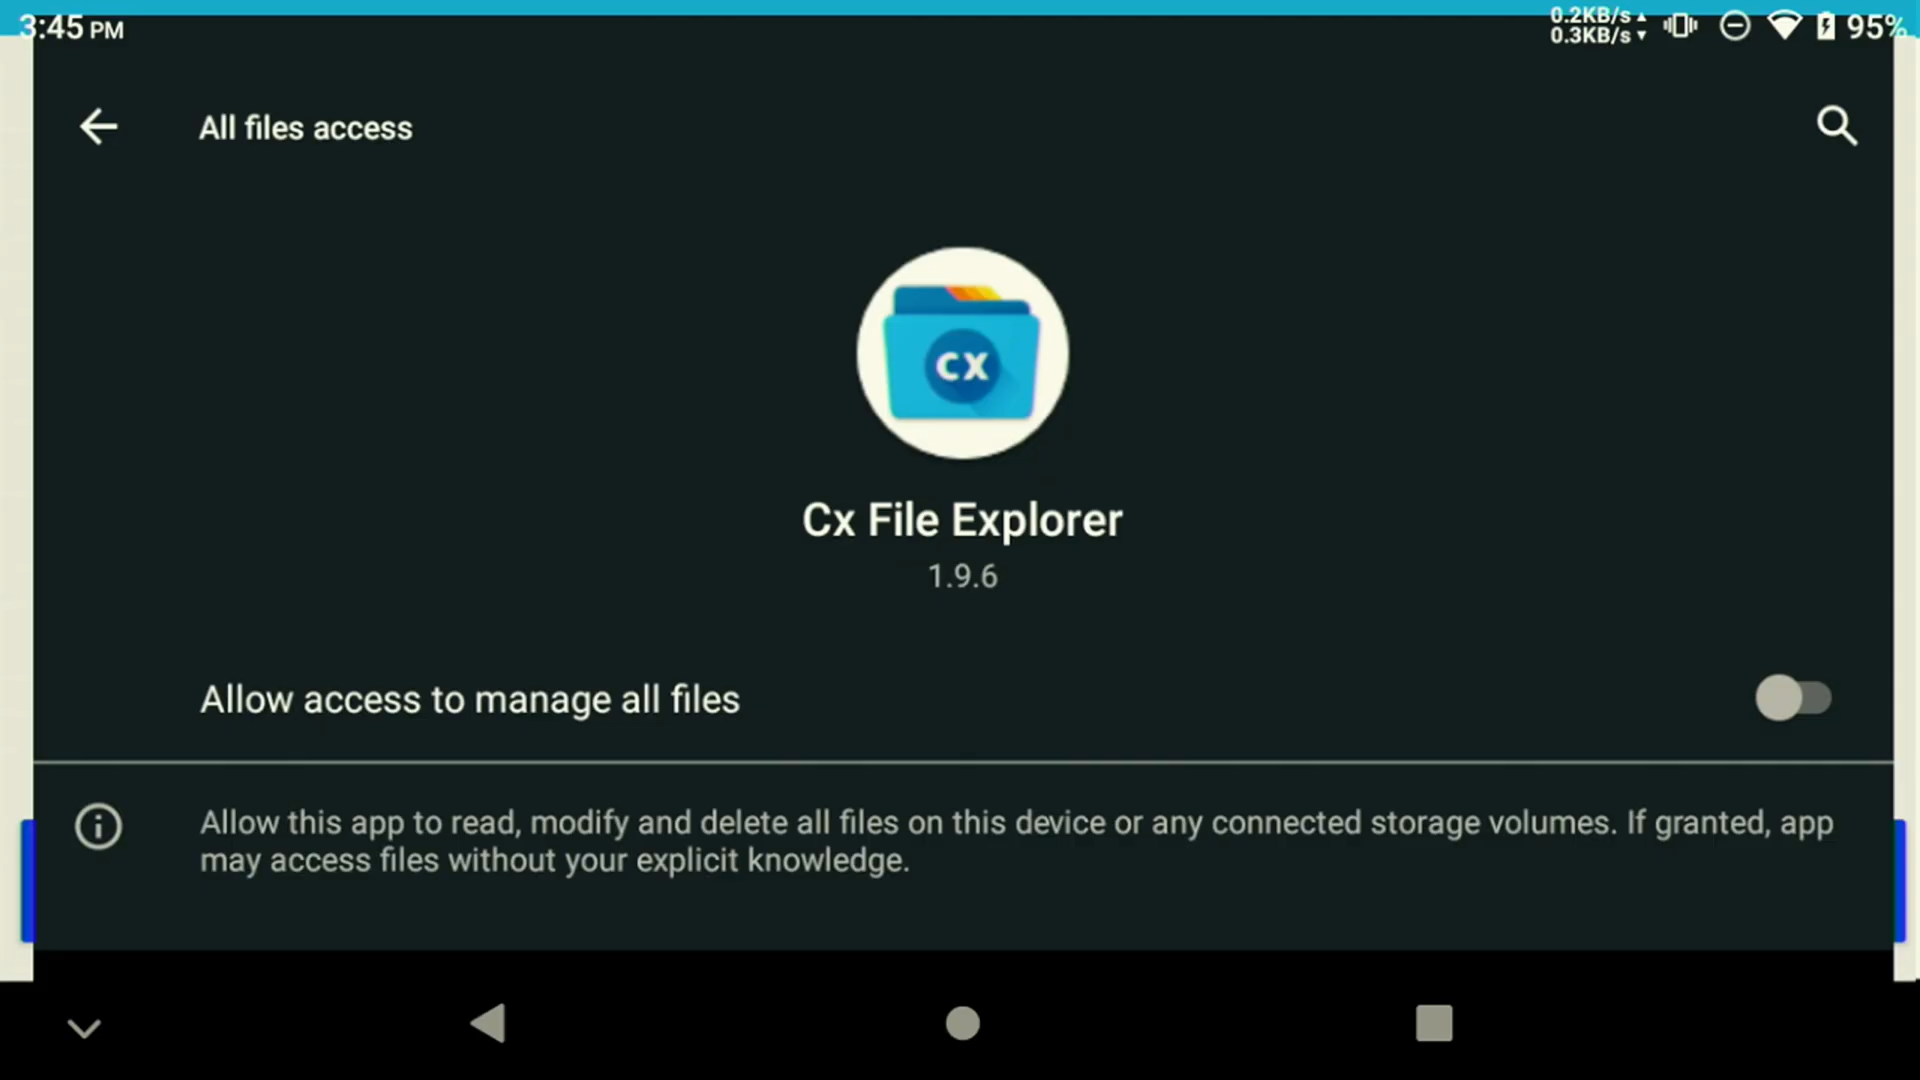 3:45 PM
0.2KB/s
0.3KB/s
95%
All files access
CX
Cx File Explorer
1.9.6
Allow access to manage all files
Allow this app to read, modify and delete all files on this device or any connected storage volumes. If granted, app
may access files without your explicit knowledge.